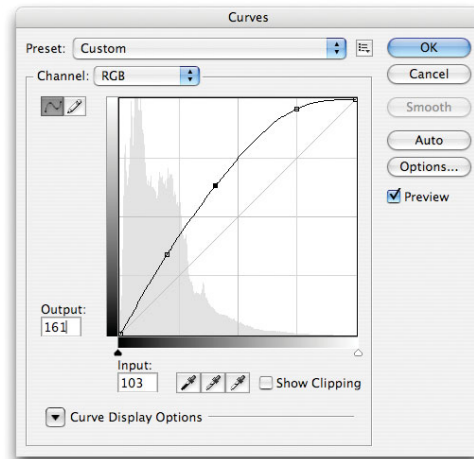 Curves
Preset: Custom
OK
Channel: RGB
Cancel
Smooth
Auto
Options...
Preview
Output:
161
Input:
103
Show Clipping
Curve Display Options